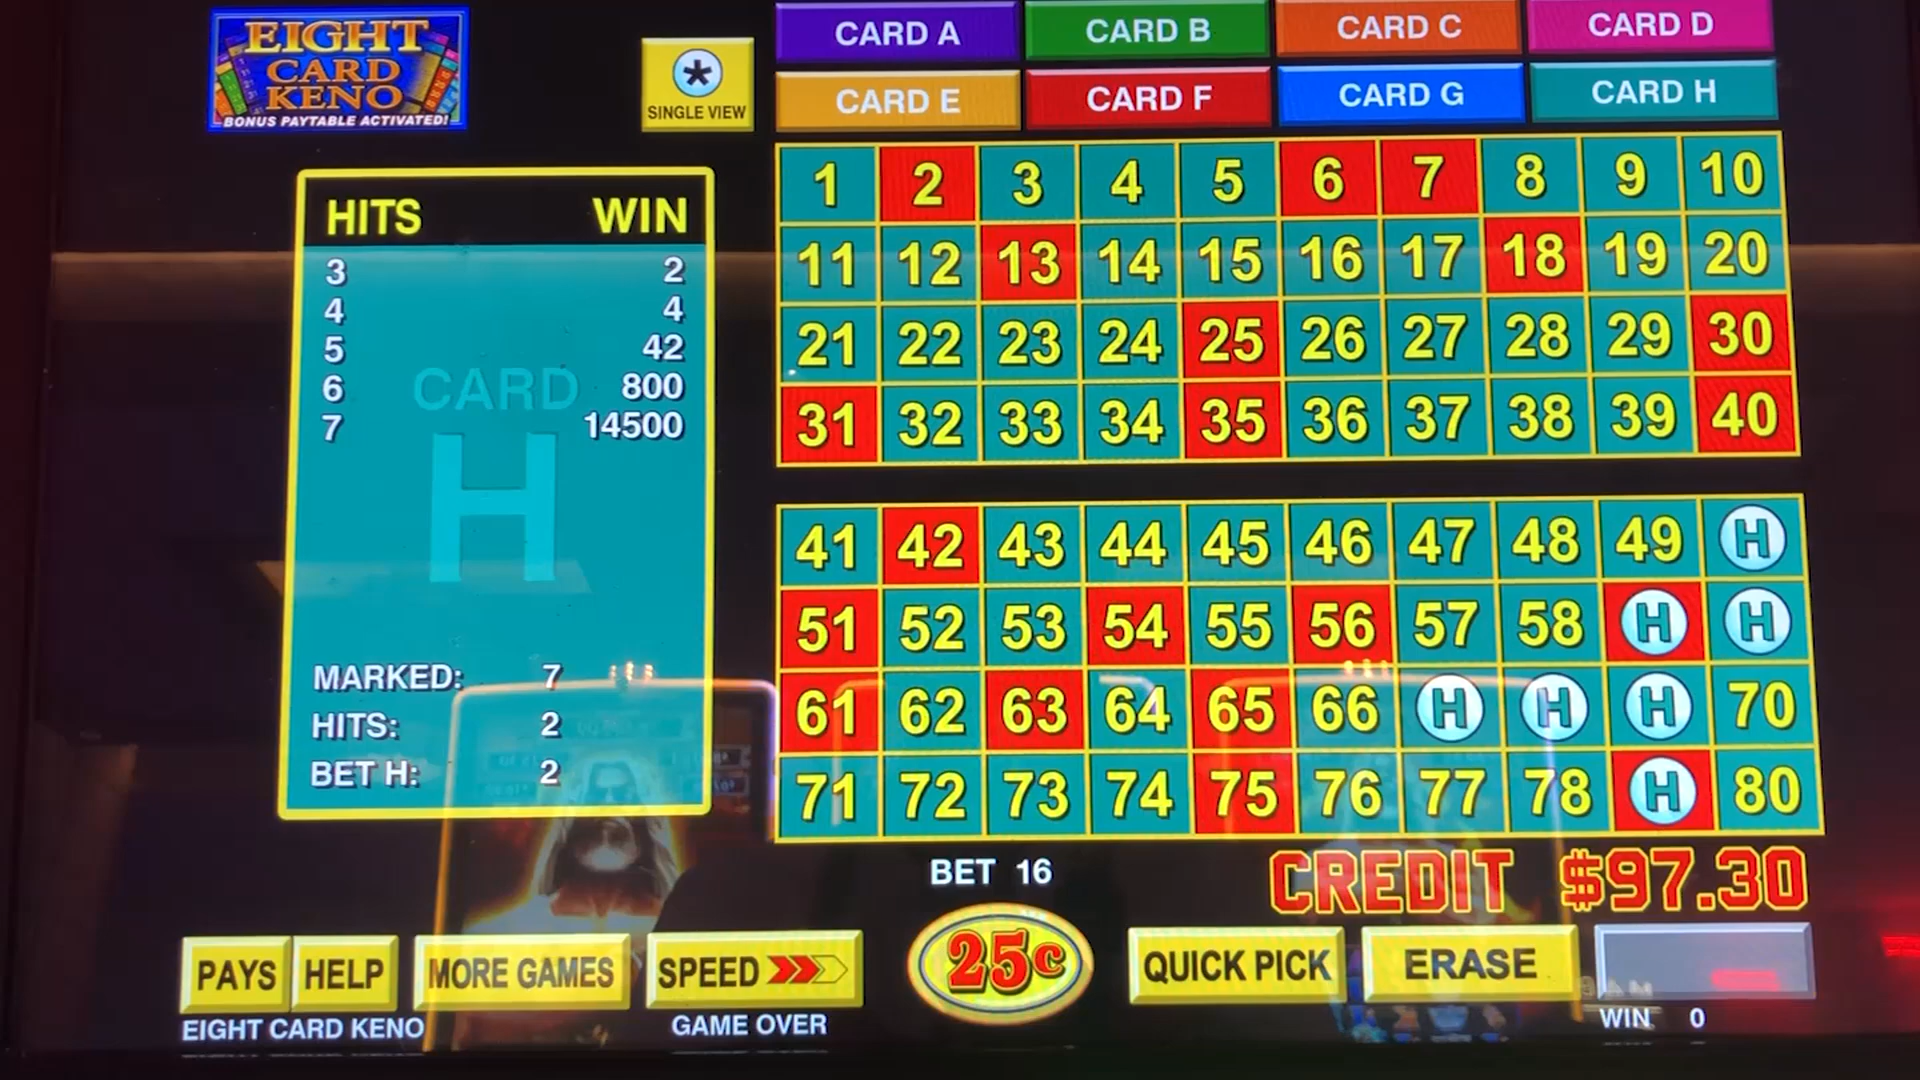 EIGHT
CARD
KENO
BONUS PAYTABLE ACTIVATED!
*
SINGLE VIEW
CARD A CARD B CARD C CARD D
CARD E CARD F CARD G CARD H
HITS WIN
3 2
4 4
5 42
6 800
7 14500
CARD
H
MARKED: 7
HITS: 2
BET H: 2
1 2 3 4 5 6 7 8 9 10
11 12 13 14 15 16 17 18 19 20
21 22 23 24 25 26 27 28 29 30
31 32 33 34 35 36 37 38 39 40
41 42 43 44 45 46 47 48 49 H
51 52 53 54 55 56 57 58 H H
61 62 63 64 65 66 H H H 70
71 72 73 74 75 76 77 78 H 80
BET 16
CREDIT $97.30
PAYS HELP MORE GAMES SPEED 25¢ QUICK PICK ERASE
EIGHT CARD KENO GAME OVER WIN 0